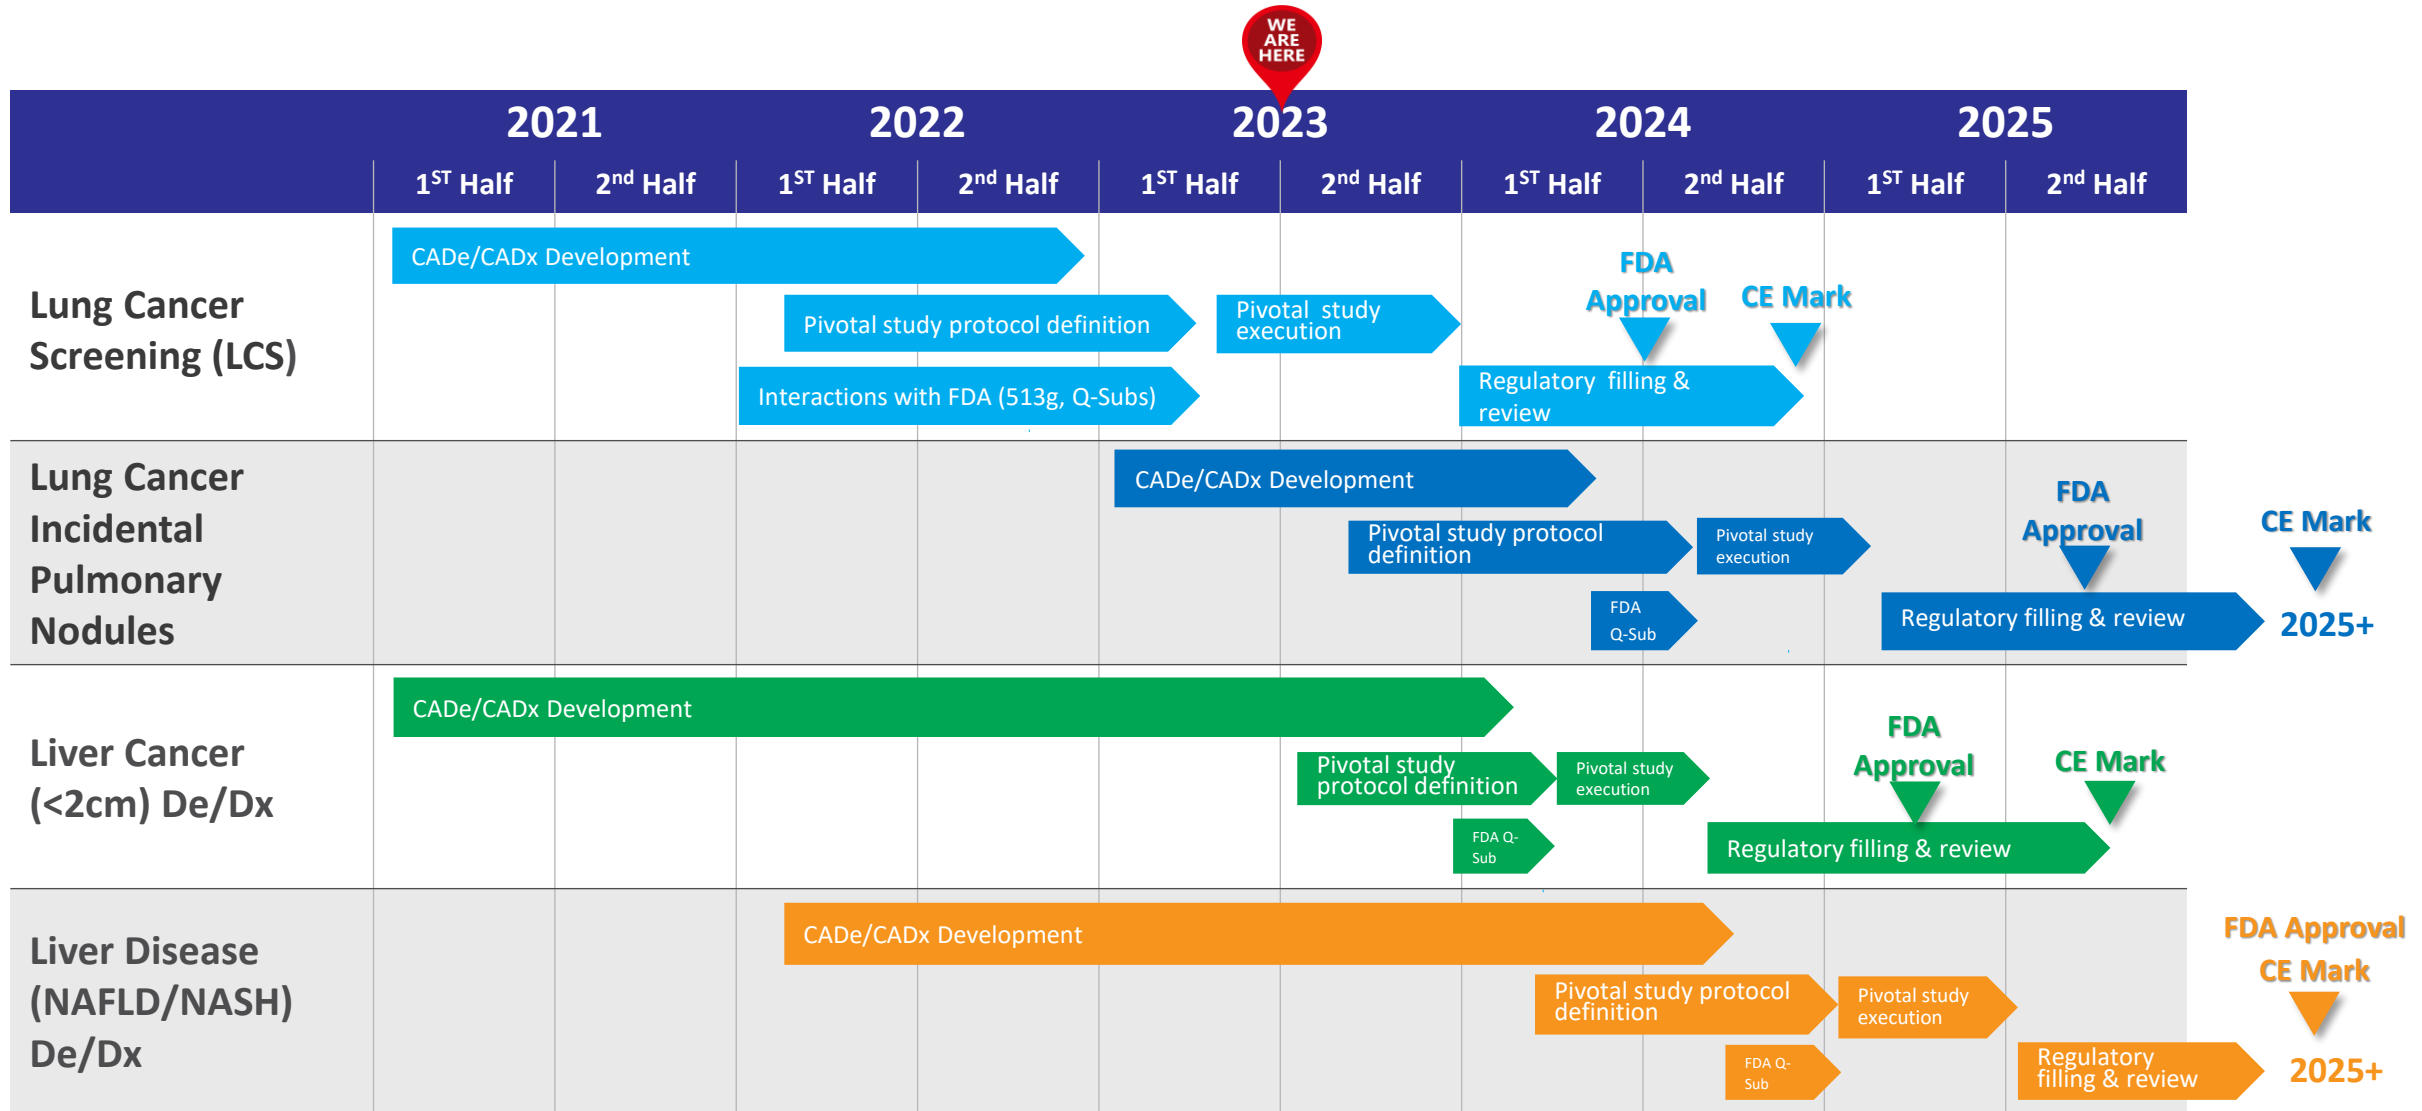 WE
ARE
HERE
2021 2022 2023 2024 2025
1ST Half 2nd Half 1ST Half 2nd Half 1ST Half 2nd Half 1ST Half 2nd Half 1ST Half 2nd Half
Lung Cancer
Screening (LCS)
CADe/CADx Development
Pivotal study protocol definition
Pivotal study
execution
Interactions with FDA (513g, Q-Subs)
Regulatory filling &
review
FDA
Approval
CE Mark
Lung Cancer
Incidental
Pulmonary
Nodules
CADe/CADx Development
Pivotal study protocol
definition
Pivotal study
execution
FDA
Q-Sub
Regulatory filling & review
FDA
Approval
CE Mark
2025+
Liver Cancer
(<2cm) De/Dx
CADe/CADx Development
Pivotal study
protocol definition
Pivotal study
execution
FDA Q-
Sub
Regulatory filling & review
FDA
Approval
CE Mark
Liver Disease
(NAFLD/NASH)
De/Dx
CADe/CADx Development
Pivotal study protocol
definition
Pivotal study
execution
FDA Q-
Sub
Regulatory
filling & review
FDA Approval
CE Mark
2025+